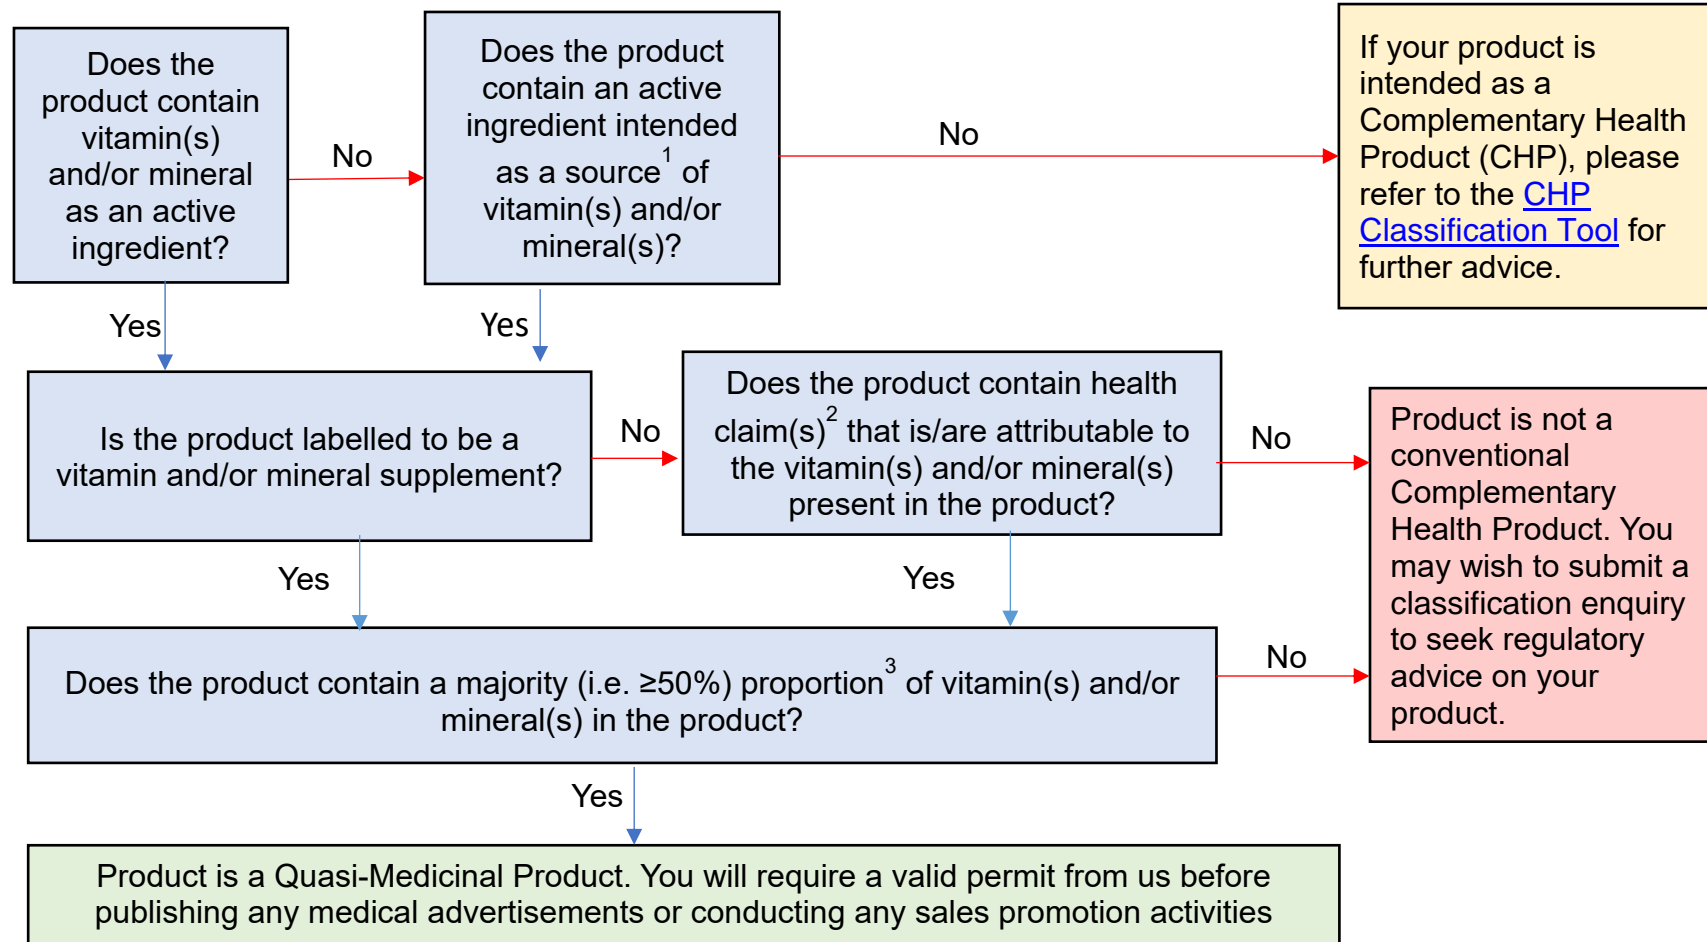 Does the
product contain
vitamin(s)
and/or mineral
as an active
ingredient?
No
Does the product
contain an active
ingredient intended
as a source1 of
vitamin(s) and/or
mineral(s)?
No
If your product is
intended as a
Complementary Health
Product (CHP), please
refer to the CHP
Classification Tool for
further advice.
Yes
Yes
Is the product labelled to be a
vitamin and/or mineral supplement?
No
Does the product contain health
claim(s)2 that is/are attributable to
the vitamin(s) and/or mineral(s)
present in the product?
No
Product is not a
conventional
Complementary
Health Product. You
may wish to submit a
classification enquiry
to seek regulatory
advice on your
product.
Yes
Yes
Does the product contain a majority (i.e. ≥50%) proportion3 of vitamin(s) and/or
mineral(s) in the product?
No
Yes
Product is a Quasi-Medicinal Product. You will require a valid permit from us before
publishing any medical advertisements or conducting any sales promotion activities